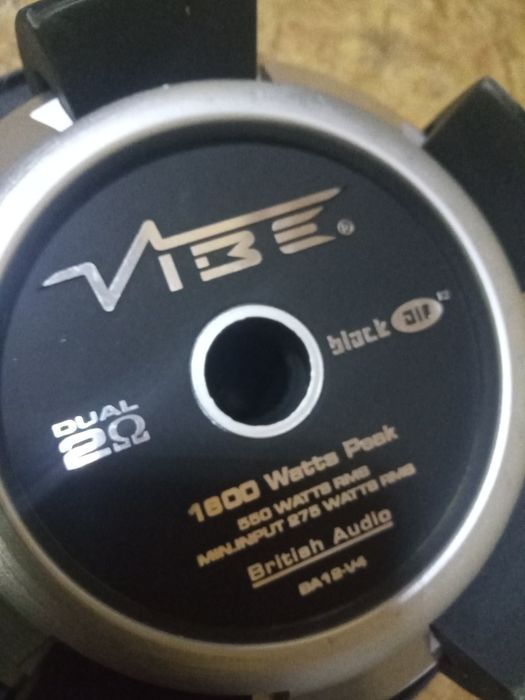 VIBE®
black air 12
DUAL
2Ω
1600 Watts Peak
550 WATTS RMS
MIN.INPUT 275 WATTS RMS
British Audio
BA12-V4